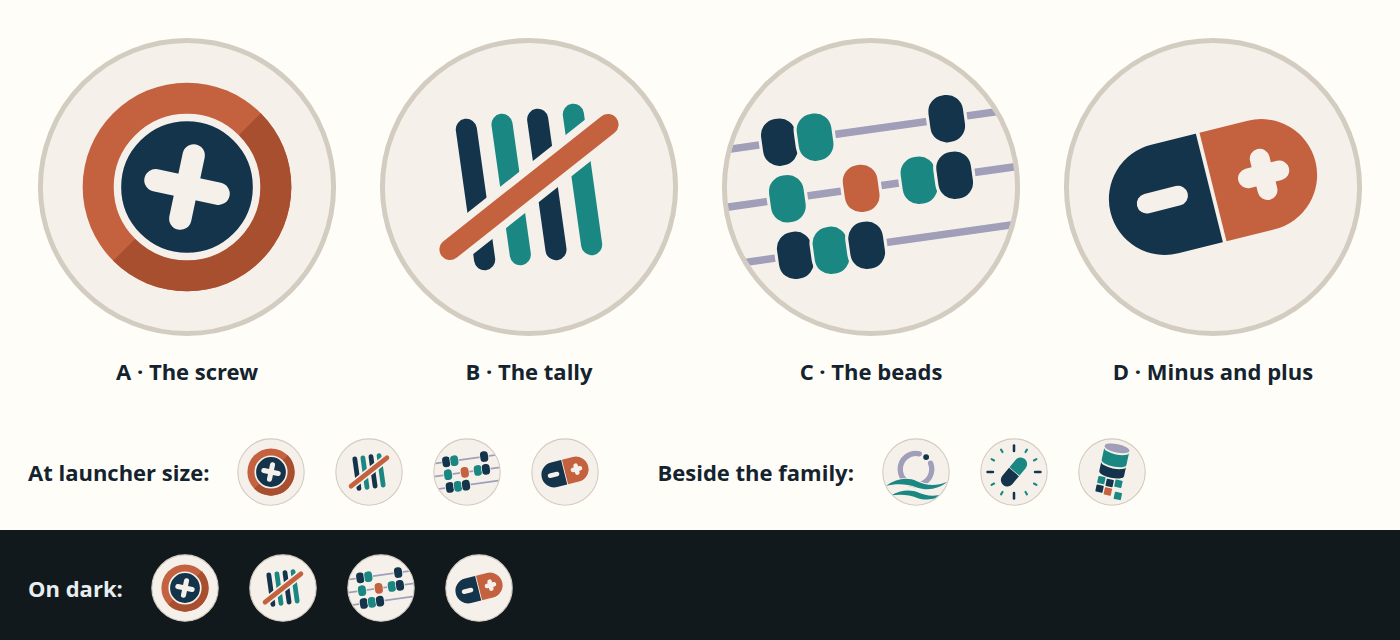 A · The screw
B · The tally
C · The beads
D · Minus and plus
At launcher size:
Beside the family:
On dark: